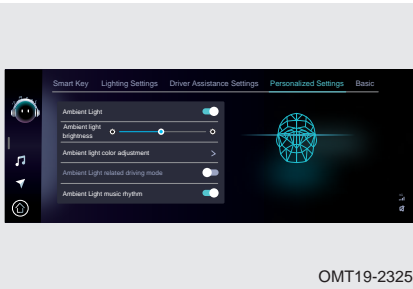 Smart Key Lighting Settings Driver Assistance Settings Personalized Settings Basic
Ambient Light
Ambient light
brightness
Ambient light color adjustment >
Ambient Light related driving mode
Ambient Light music rhythm
OMT19-2325